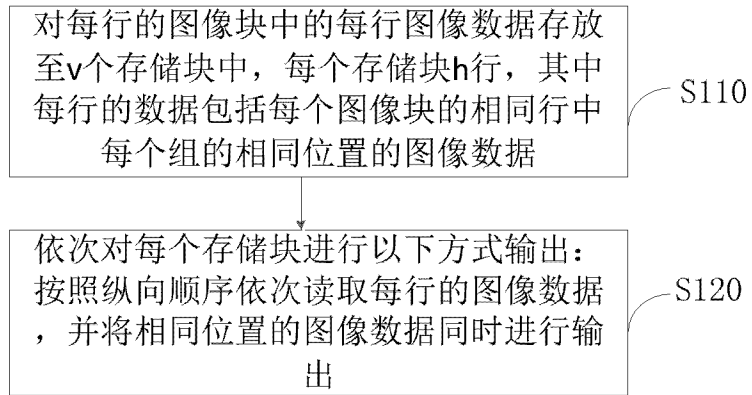 对每行的图像块中的每行图像数据存放
至v个存储块中，每个存储块h行，其中
每行的数据包括每个图像块的相同行中
每个组的相同位置的图像数据
S110
依次对每个存储块进行以下方式输出：
按照纵向顺序依次读取每行的图像数据
，并将相同位置的图像数据同时进行输
出
S120